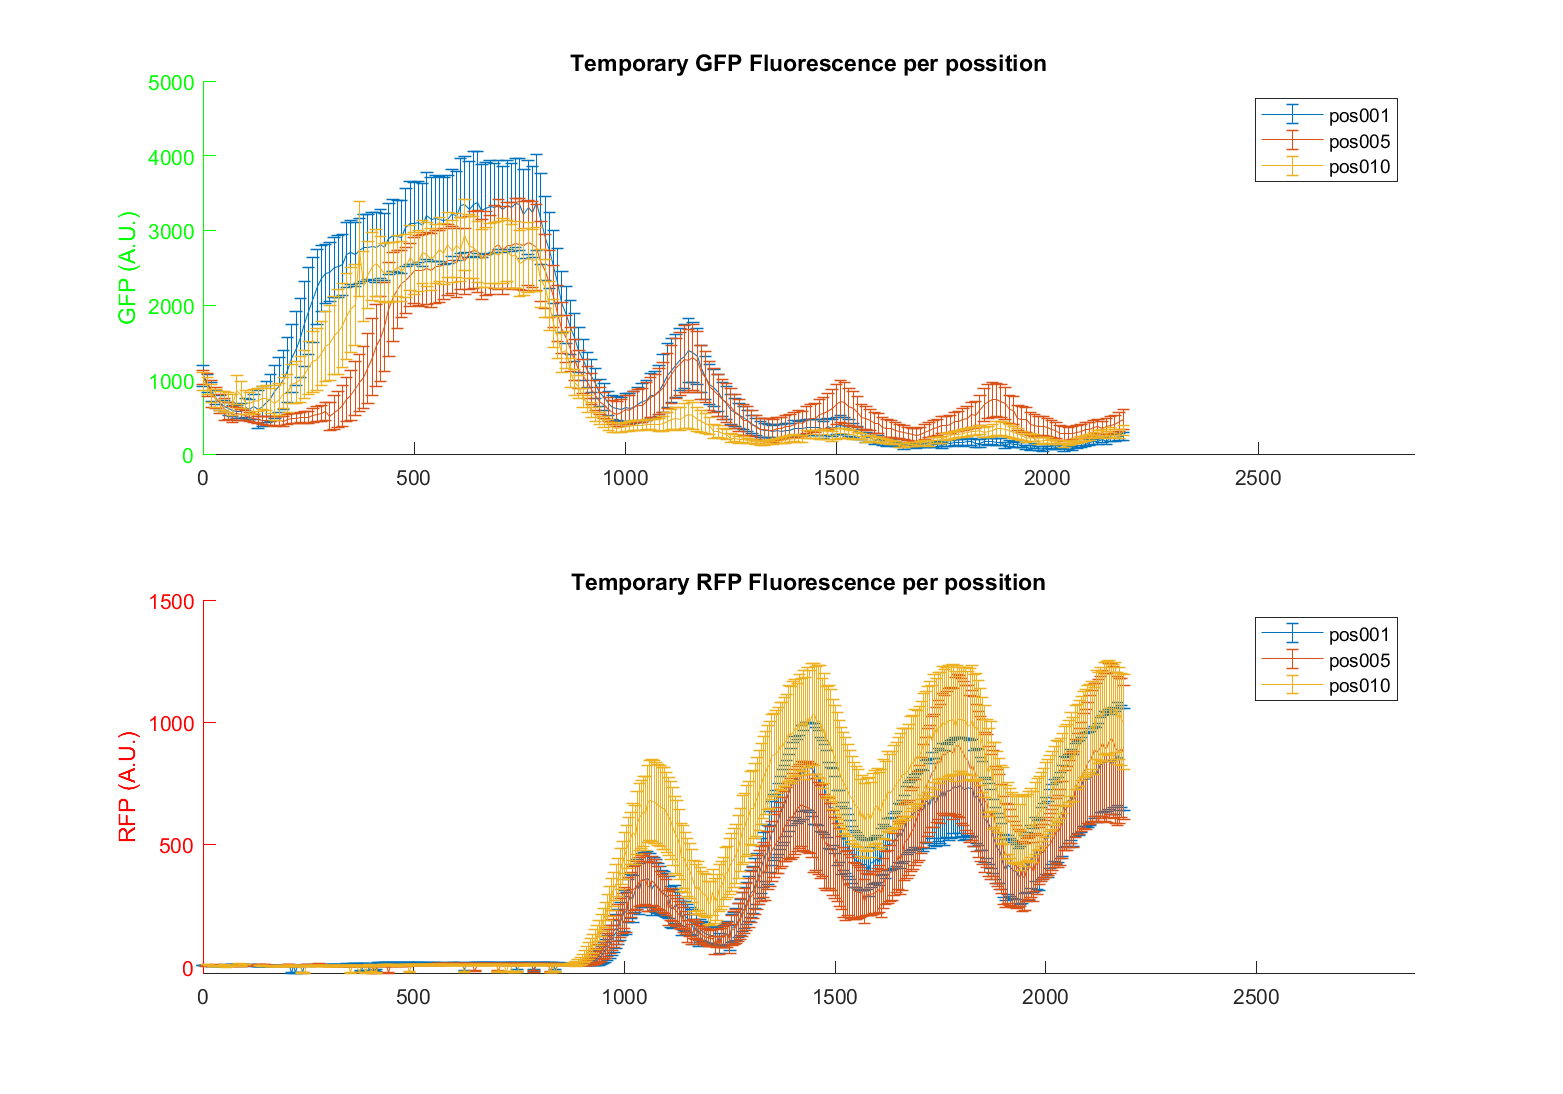 Temporary GFP Fluorescence per possition
5000
4000
3000
2000
1000
0
GFP (A.U.)
0 500 1000 1500 2000 2500
pos001
pos005
pos010
Temporary RFP Fluorescence per possition
1500
1000
500
0
RFP (A.U.)
0 500 1000 1500 2000 2500
pos001
pos005
pos010